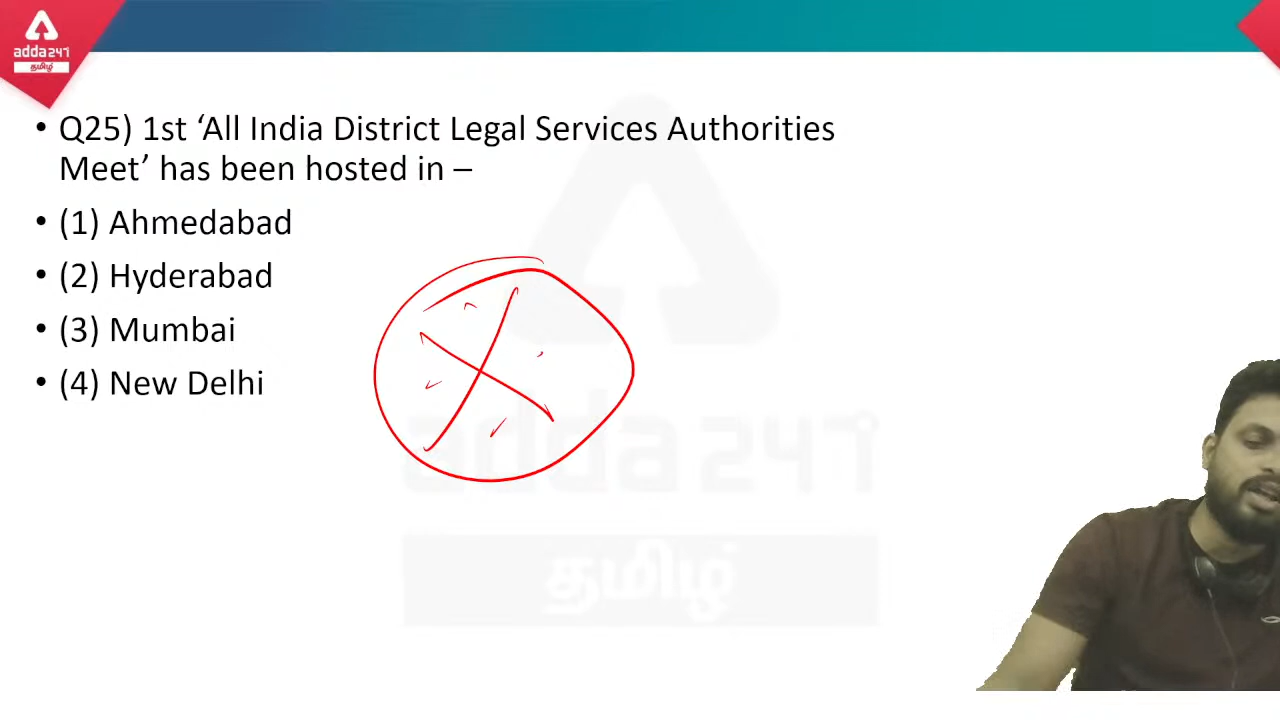 adda247
தமிழ்
• Q25) 1st ‘All India District Legal Services Authorities
Meet’ has been hosted in –
• (1) Ahmedabad
• (2) Hyderabad
• (3) Mumbai
• (4) New Delhi
adda247
தமிழ்